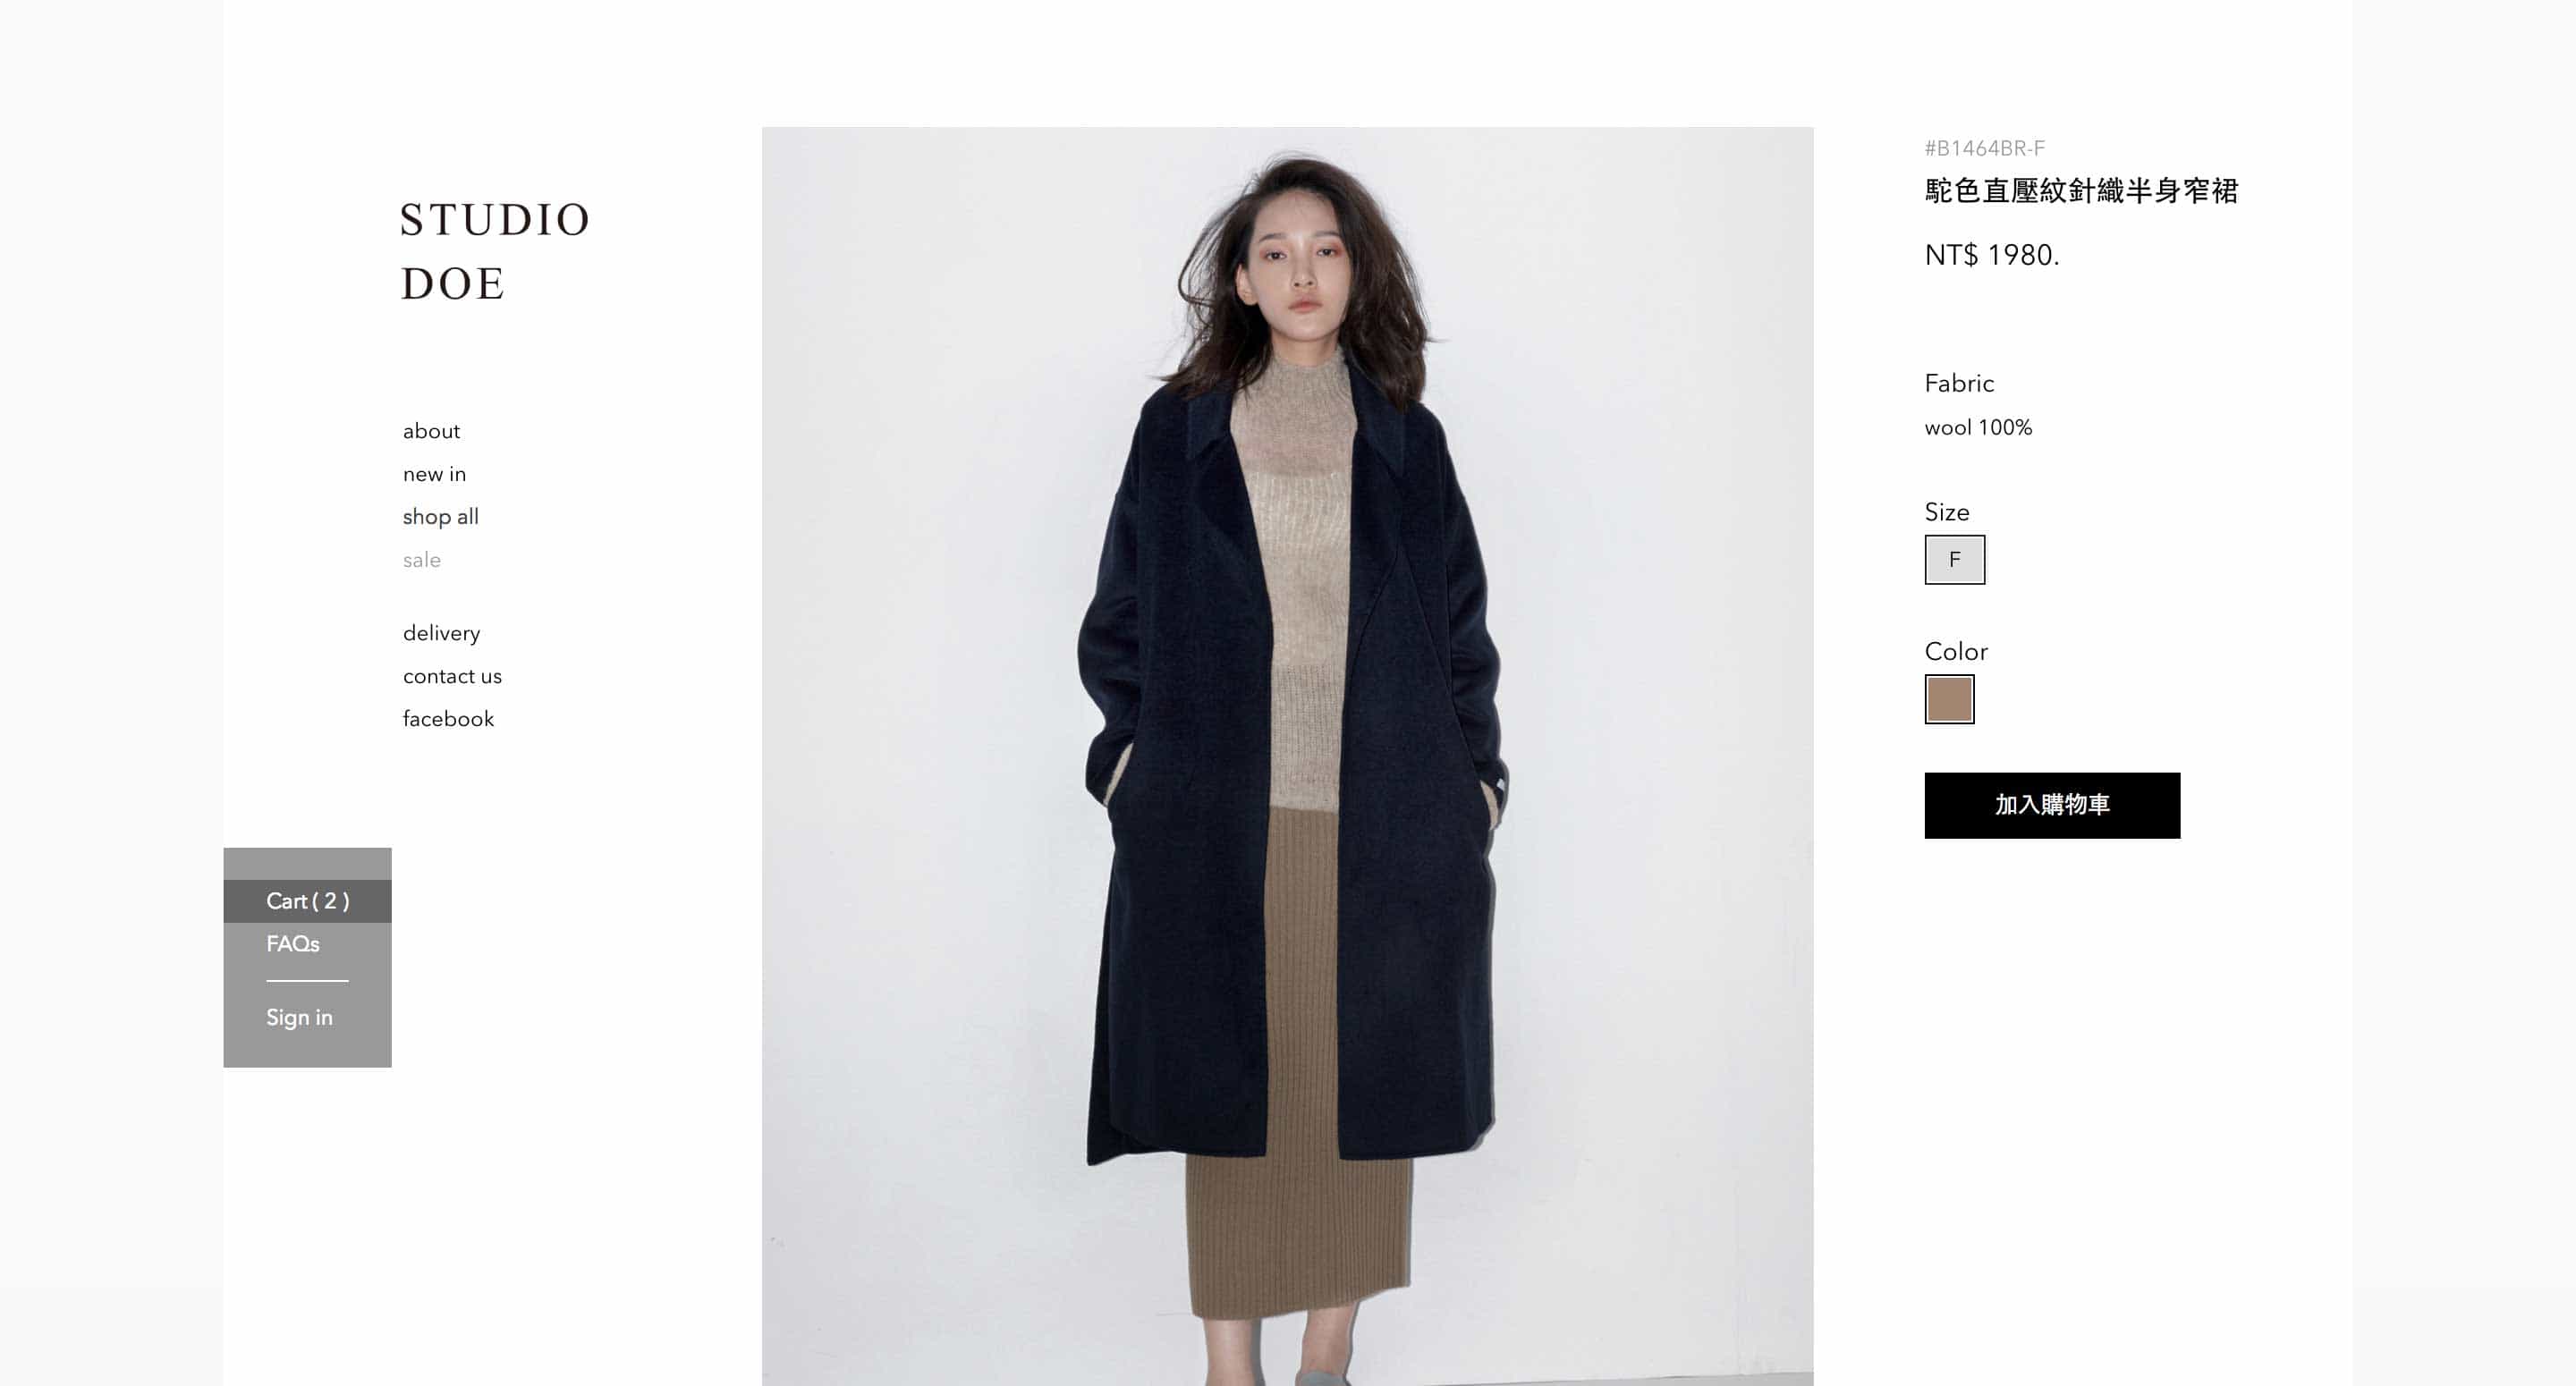 STUDIO
DOE
about
new in
shop all
sale
delivery
contact us
facebook
Cart ( 2 )
FAQs
Sign in
#B1464BR-F
駝色直壓紋針織半身窄裙
NT$ 1980.
Fabric
wool 100%
Size
F
Color
加入購物車